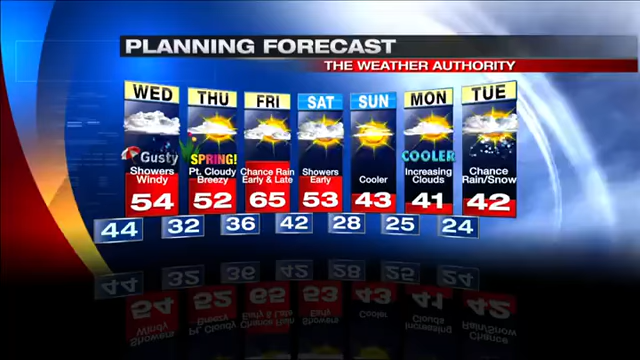 PLANNING FORECAST
THE WEATHER AUTHORITY
WED THU FRI SAT SUN MON TUE
Gusty SPRING! COOLER
Showers Windy
Pt. Cloudy Breezy
Chance Rain Early & Late
Showers Early
Cooler
Increasing Clouds
Chance Rain/Snow
54 52 65 53 43 41 42
44 32 36 42 28 25 24